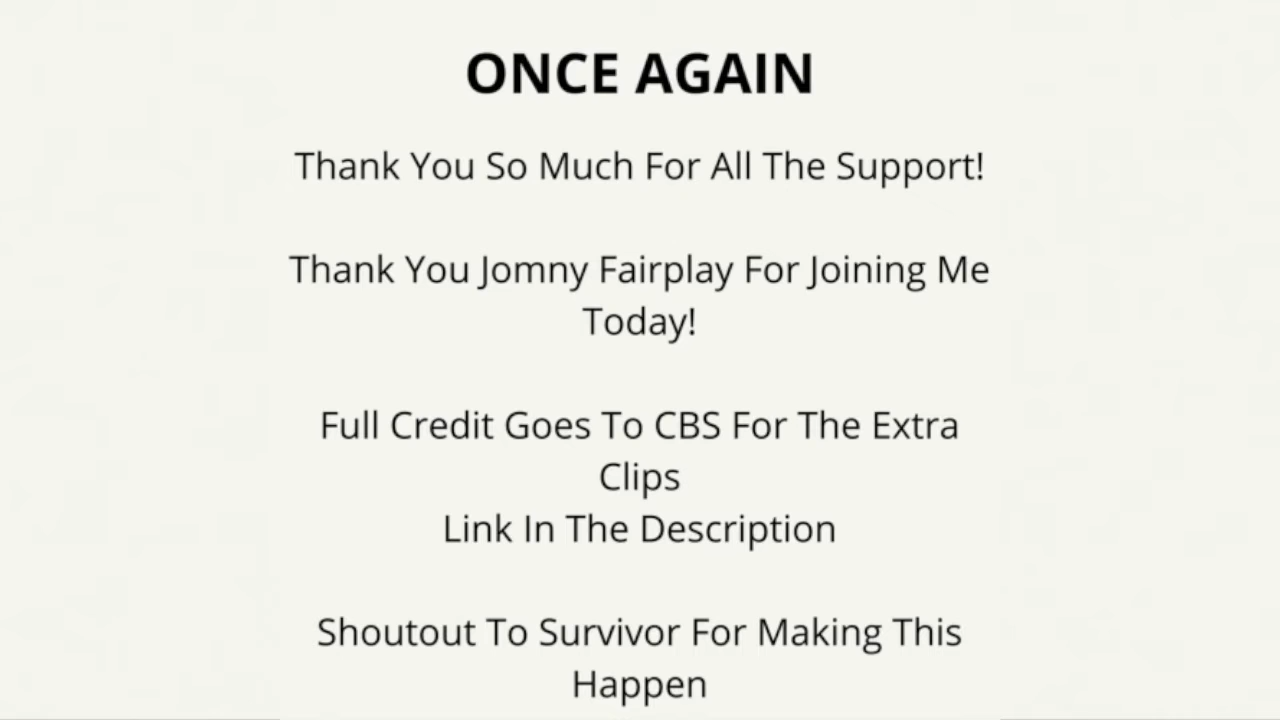 ONCE AGAIN
Thank You So Much For All The Support!
Thank You Jomny Fairplay For Joining Me
Today!
Full Credit Goes To CBS For The Extra
Clips
Link In The Description
Shoutout To Survivor For Making This
Happen